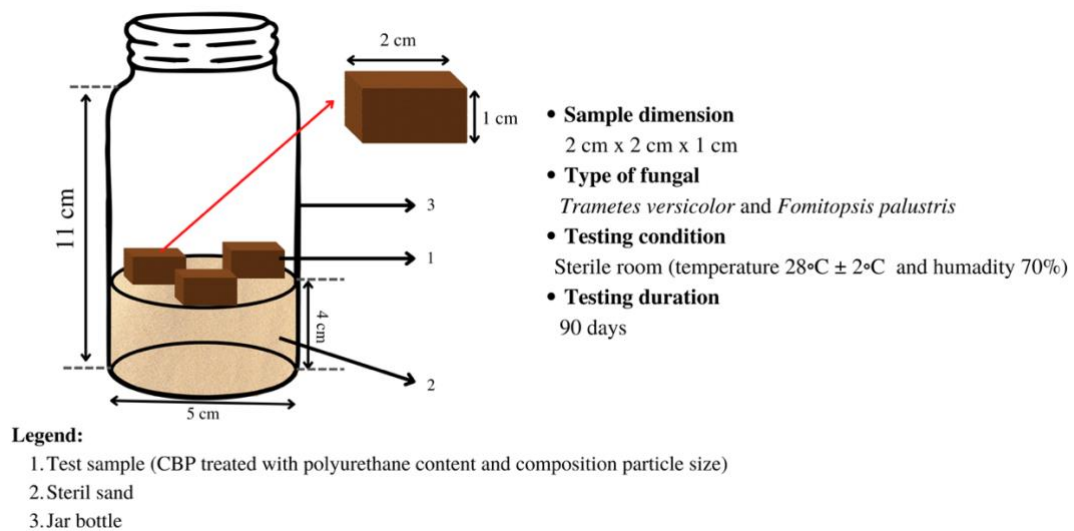 2 cm
1 cm
11 cm
3
1
4 cm
2
5 cm
• Sample dimension
2 cm x 2 cm x 1 cm
• Type of fungal
Trametes versicolor and Fomitopsis palustris
• Testing condition
Sterile room (temperature 28°C ± 2°C and humadity 70%)
• Testing duration
90 days
Legend:
1. Test sample (CBP treated with polyurethane content and composition particle size)
2. Steril sand
3. Jar bottle